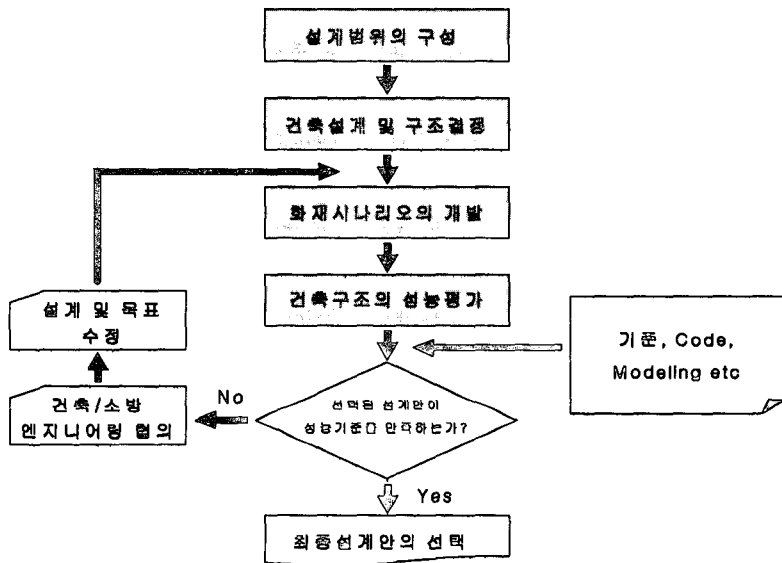 설계범위의 구성
건축설계 및 구조결정
화재시나리오의 개발
건축구조의 성능평가
설계 및 목표
수정
기준, Code,
Modeling etc
건축/소방
엔지니어링 협의
No
선택된 설계안이
성능기준을 만족하는가?
Yes
최종설계안의 선택